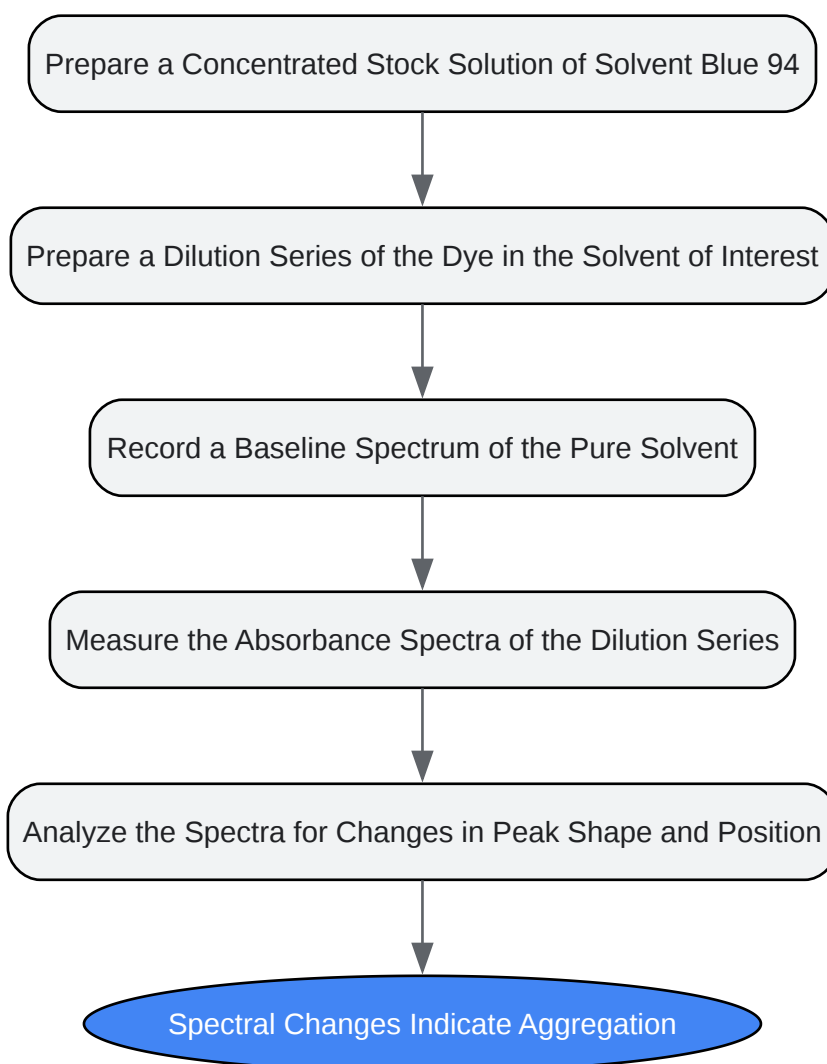 Prepare a Concentrated Stock Solution of Solvent Blue 94
Prepare a Dilution Series of the Dye in the Solvent of Interest
Record a Baseline Spectrum of the Pure Solvent
Measure the Absorbance Spectra of the Dilution Series
Analyze the Spectra for Changes in Peak Shape and Position
Spectral Changes Indicate Aggregation